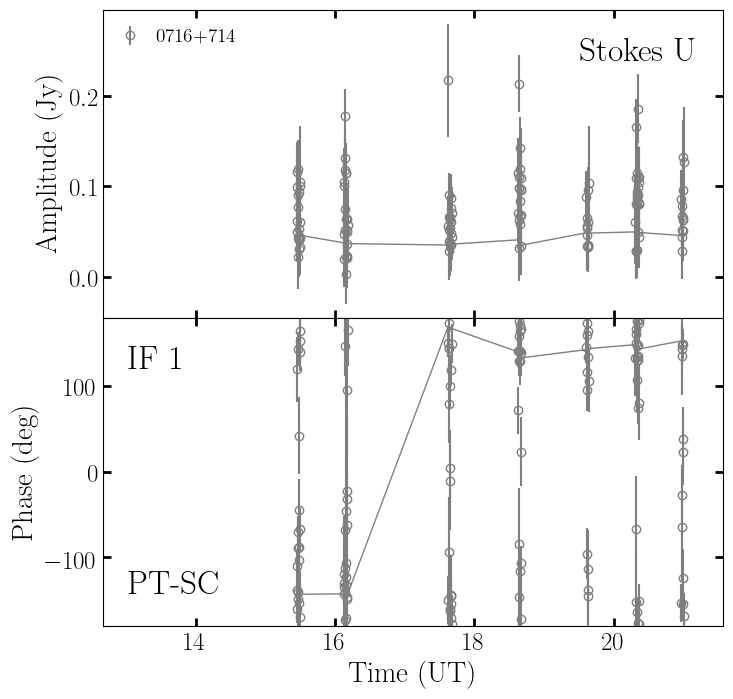 0716+714
Stokes U
0.2
0.1
0.0
Amplitude (Jy)
IF 1
100
0
−100
Phase (deg)
PT-SC
14 16 18 20
Time (UT)